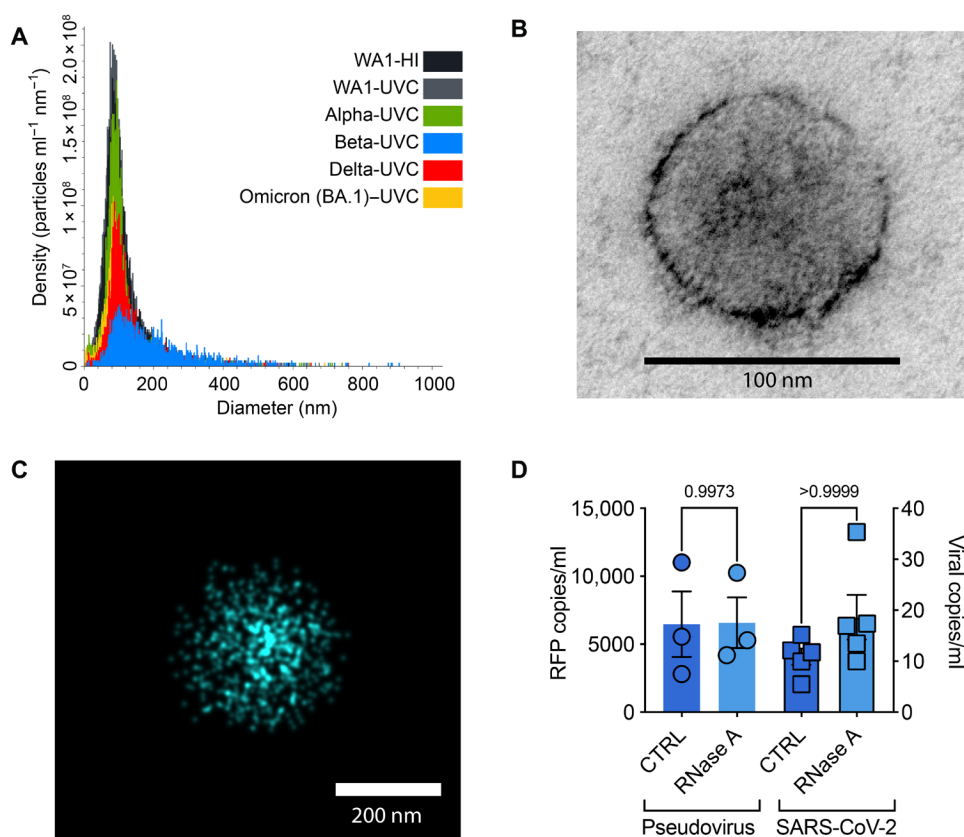 A
Density (particles ml⁻¹ nm⁻¹)
2.0×10⁸
1.5×10⁸
1×10⁸
5×10⁷
0
0 200 400 600 800 1000
Diameter (nm)
WA1-HI
WA1-UVC
Alpha-UVC
Beta-UVC
Delta-UVC
Omicron (BA.1)–UVC
B
100 nm
C
200 nm
D
0.9973 >0.9999
RFP copies/ml
15,000
10,000
5000
0
40
30
20
10
0
Viral copies/ml
CTRL
RNase A
CTRL
RNase A
Pseudovirus SARS-CoV-2